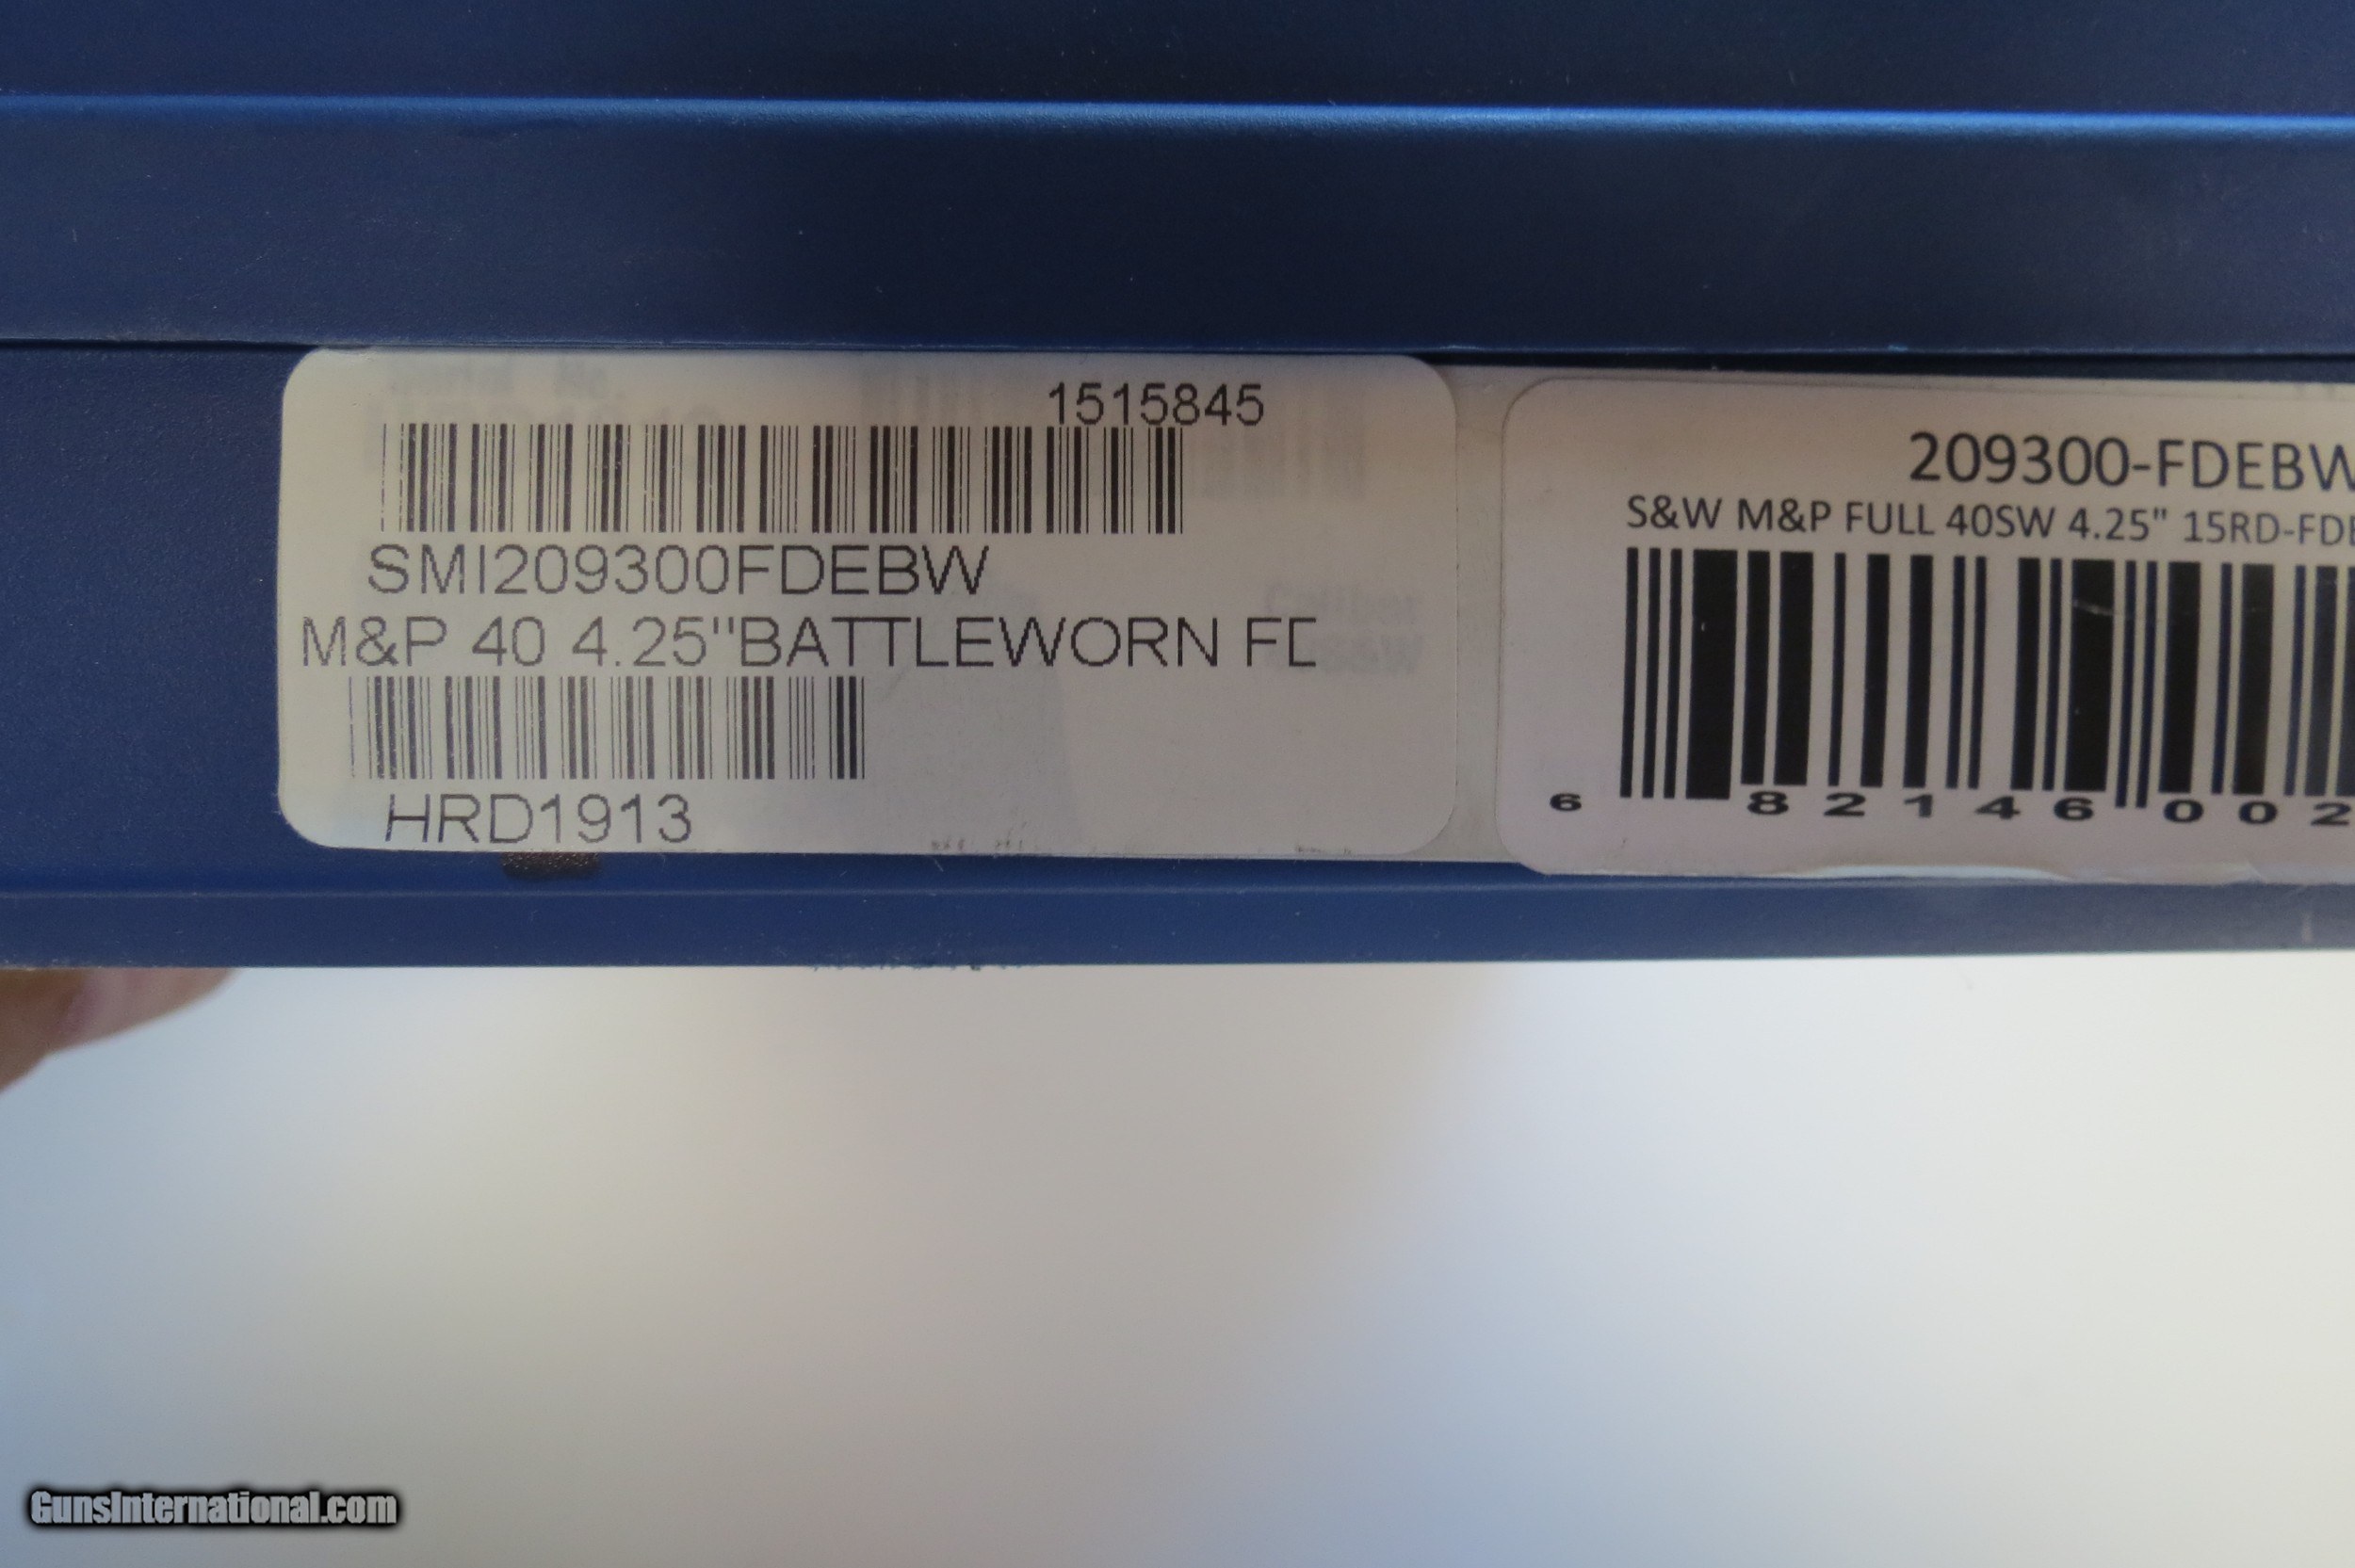 1515845
SMI209300FDEBW
M&P 40 4.25"BATTLEWORN FD
HRD1913
209300-FDEBW
S&W M&P FULL 40SW 4.25" 15RD-FDE
6 82146 002
GunsInternational.com